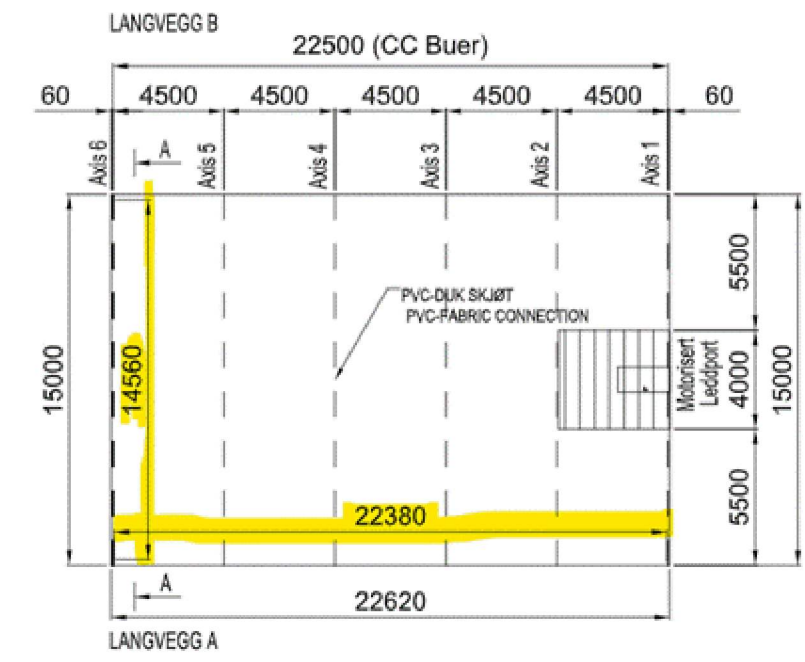 LANGVEGG B
22500 (CC Buer)
60 4500 4500 4500 4500 4500 60
Axis 6 A Axis 5 Axis 4 Axis 3 Axis 2 Axis 1
PVC-DUK SKJØT
PVC-FABRIC CONNECTION
15000
14560
5500
Motorisert
Leddport
4000
15000
5500
22380
A
22620
LANGVEGG A